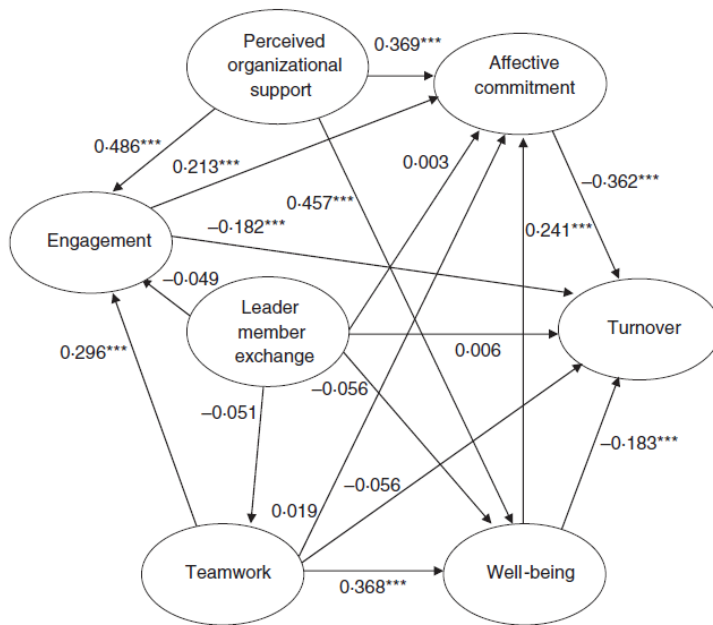 Perceived
organizational
support
0·369***
Affective
commitment
0·486***
0·213***
0·003
0·457***
–0·362***
–0·182***
0·241***
Engagement
–0·049
Leader
member
exchange
Turnover
0·006
0·296***
–0·056
–0·051
–0·183***
–0·056
0·019
Teamwork
Well-being
0·368***